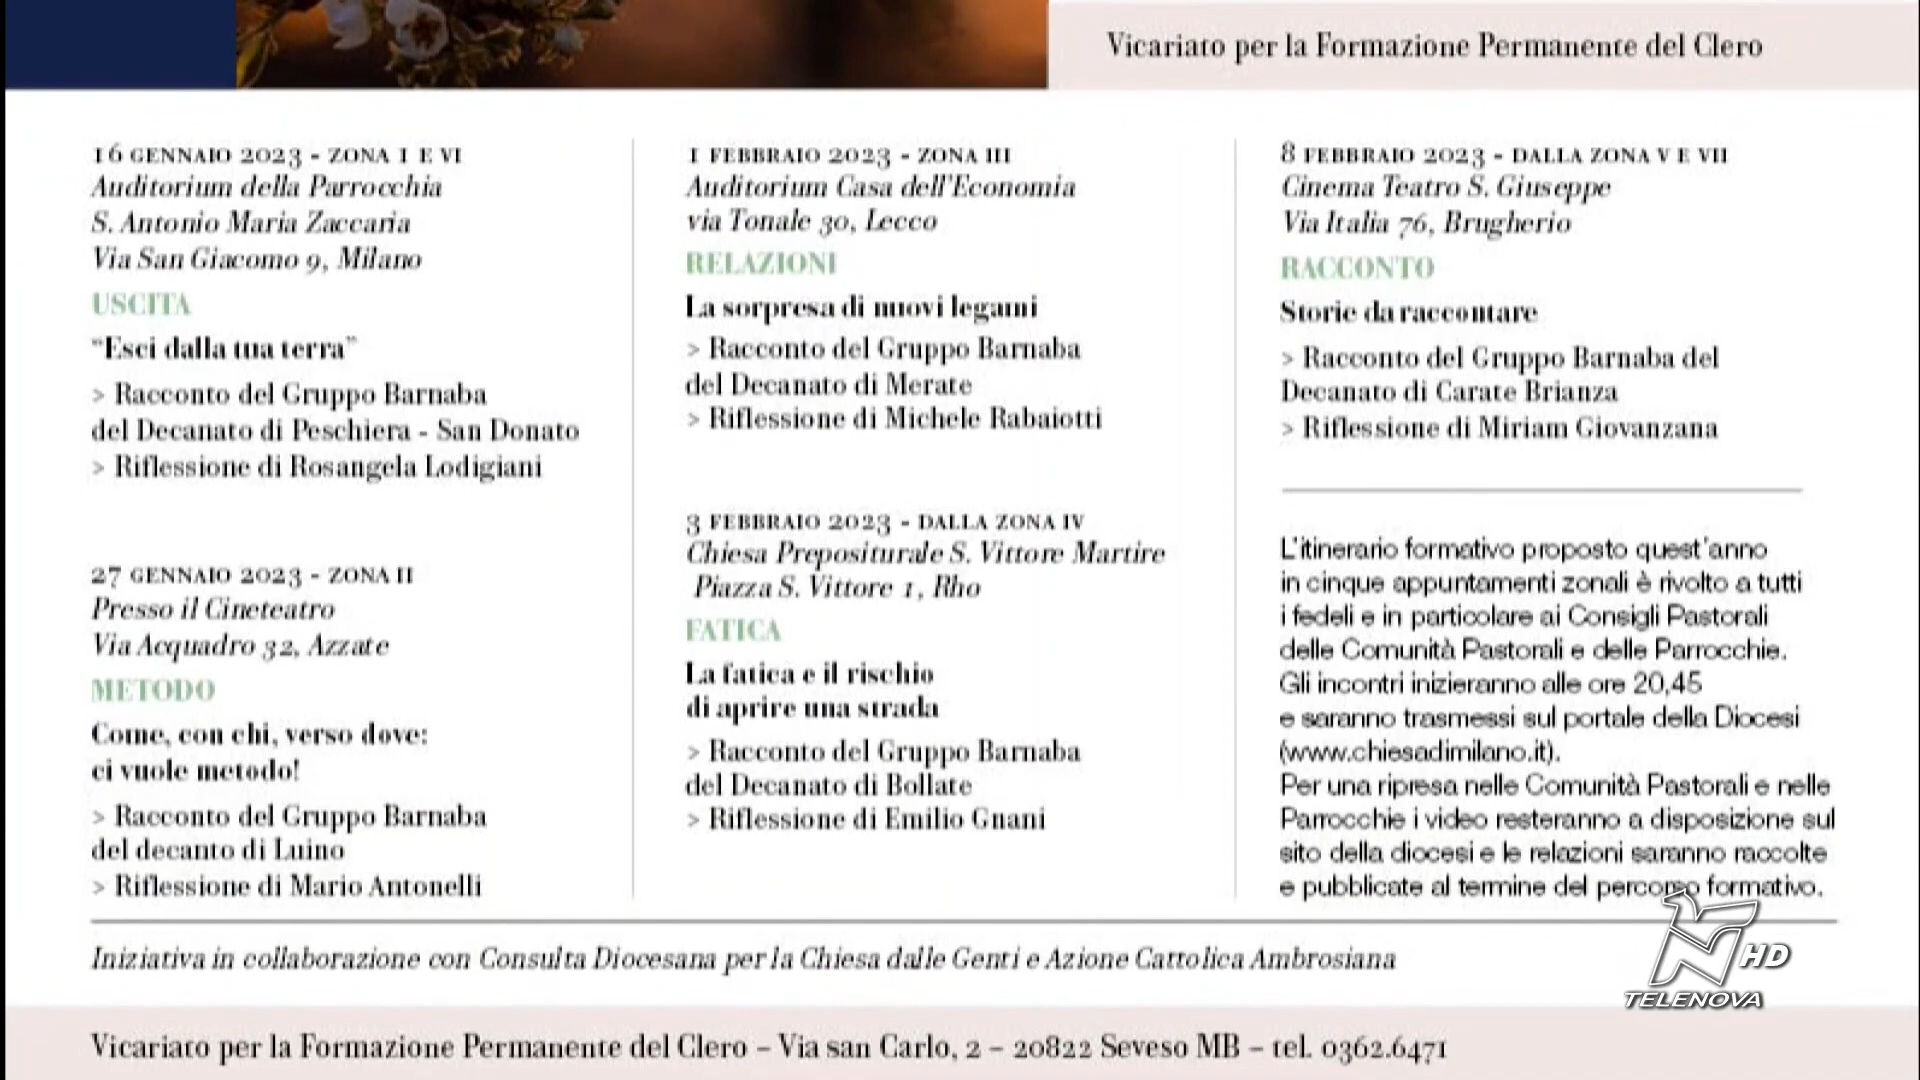 Vicariato per la Formazione Permanente del Clero
16 GENNAIO 2023 - ZONA I E VI
Auditorium della Parrocchia
S. Antonio Maria Zaccaria
Via San Giacomo 9, Milano
USCITA
“Esci dalla tua terra”
> Racconto del Gruppo Barnaba
del Decanato di Peschiera - San Donato
> Riflessione di Rosangela Lodigiani
27 GENNAIO 2023 - ZONA II
Presso il Cineteatro
Via Acquadro 32, Azzate
METODO
Come, con chi, verso dove:
ci vuole metodo!
> Racconto del Gruppo Barnaba
del decanto di Luino
> Riflessione di Mario Antonelli
1 FEBBRAIO 2023 - ZONA III
Auditorium Casa dell'Economia
via Tonale 30, Lecco
RELAZIONI
La sorpresa di nuovi legami
> Racconto del Gruppo Barnaba
del Decanato di Merate
> Riflessione di Michele Rabaiotti
3 FEBBRAIO 2023 - DALLA ZONA IV
Chiesa Prepositurale S. Vittore Martire
Piazza S. Vittore 1, Rho
FATICA
La fatica e il rischio
di aprire una strada
> Racconto del Gruppo Barnaba
del Decanato di Bollate
> Riflessione di Emilio Gnani
8 FEBBRAIO 2023 - DALLA ZONA V E VII
Cinema Teatro S. Giuseppe
Via Italia 76, Brugherio
RACCONTO
Storie da raccontare
> Racconto del Gruppo Barnaba del
Decanato di Carate Brianza
> Riflessione di Miriam Giovanzana
L'itinerario formativo proposto quest'anno
in cinque appuntamenti zonali è rivolto a tutti
i fedeli e in particolare ai Consigli Pastorali
delle Comunità Pastorali e delle Parrocchie.
Gli incontri inizieranno alle ore 20,45
e saranno trasmessi sul portale della Diocesi
(www.chiesadimilano.it).
Per una ripresa nelle Comunità Pastorali e nelle
Parrocchie i video resteranno a disposizione sul
sito della diocesi e le relazioni saranno raccolte
e pubblicate al termine del percorso formativo.
Iniziativa in collaborazione con Consulta Diocesana per la Chiesa dalle Genti e Azione Cattolica Ambrosiana
HD
TELENOVA
Vicariato per la Formazione Permanente del Clero – Via san Carlo, 2 – 20822 Seveso MB – tel. 0362.6471